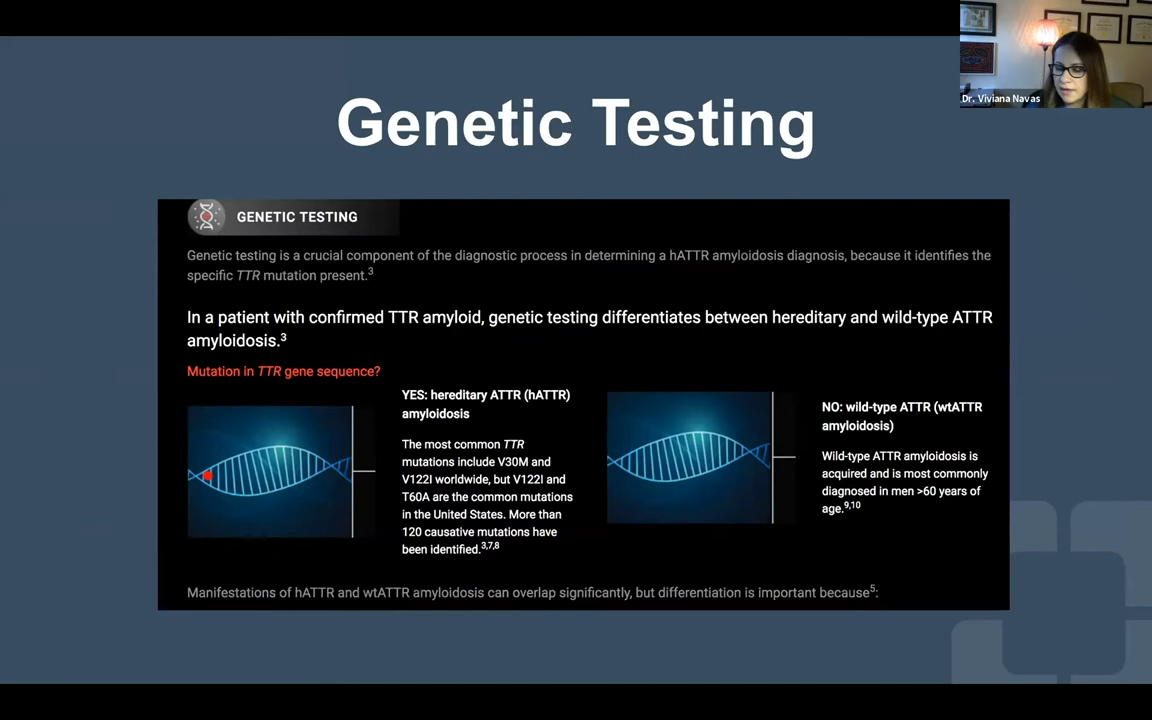 Dr. Viviana Navas
Genetic Testing
GENETIC TESTING
Genetic testing is a crucial component of the diagnostic process in determining a hATTR amyloidosis diagnosis, because it identifies the
specific TTR mutation present.3
In a patient with confirmed TTR amyloid, genetic testing differentiates between hereditary and wild-type ATTR
amyloidosis.3
Mutation in TTR gene sequence?
YES: hereditary ATTR (hATTR)
amyloidosis
The most common TTR
mutations include V30M and
V122I worldwide, but V122I and
T60A are the common mutations
in the United States. More than
120 causative mutations have
been identified.3,7,8
NO: wild-type ATTR (wtATTR
amyloidosis)
Wild-type ATTR amyloidosis is
acquired and is most commonly
diagnosed in men >60 years of
age.9,10
Manifestations of hATTR and wtATTR amyloidosis can overlap significantly, but differentiation is important because5: